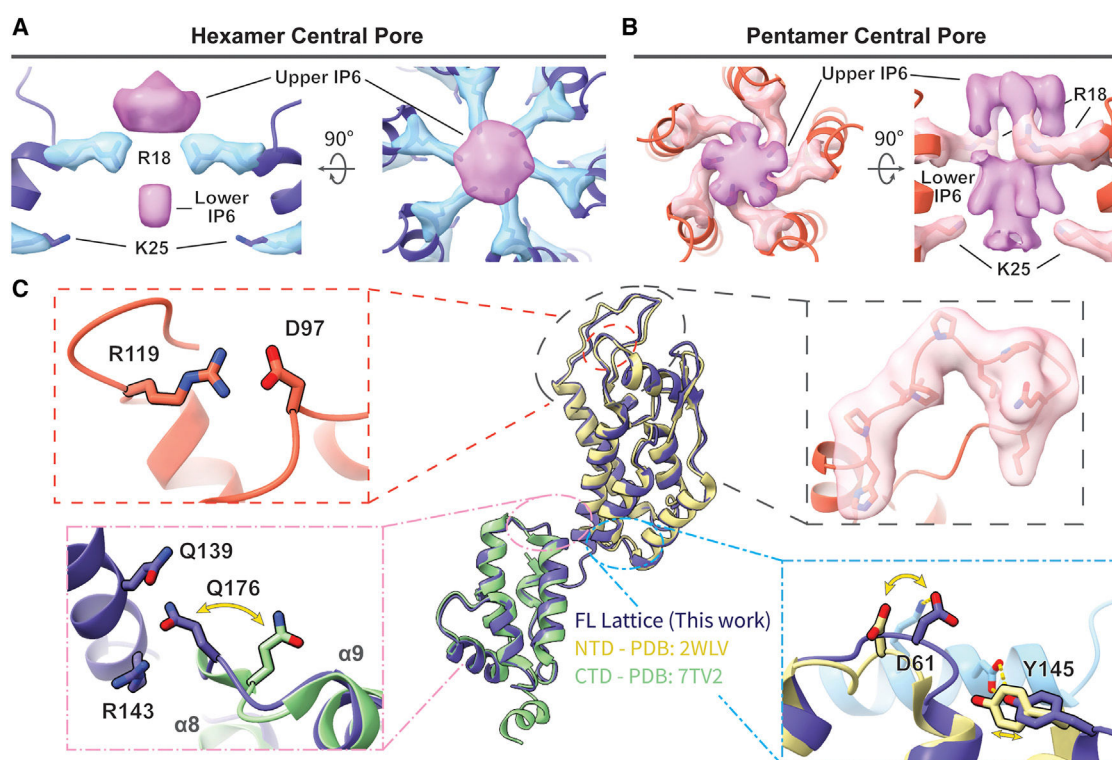 A
Hexamer Central Pore
Upper IP6
R18
90°
Lower
IP6
K25
B
Pentamer Central Pore
Upper IP6
R18
90°
Lower
IP6
K25
C
R119
D97
Q139
Q176
R143
α8
α9
FL Lattice (This work)
NTD - PDB: 2WLV
CTD - PDB: 7TV2
D61
Y145